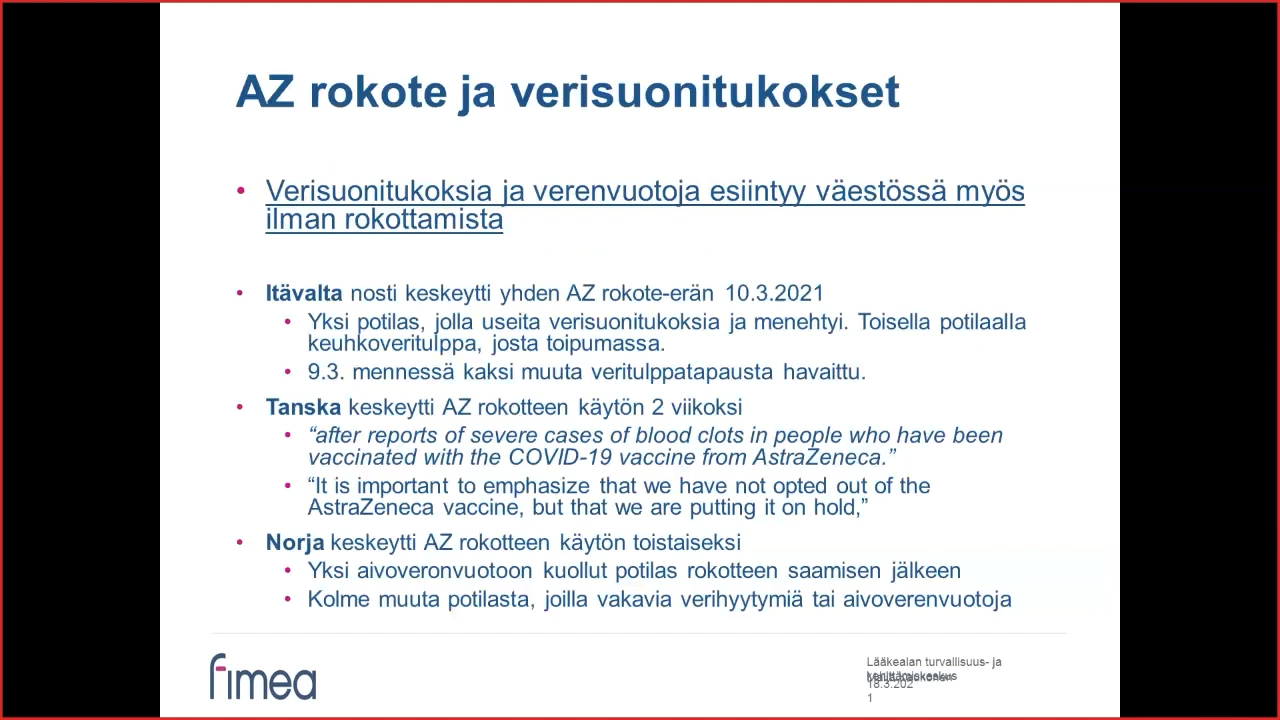 AZ rokote ja verisuonitukokset
• Verisuonitukoksia ja verenvuotoja esiintyy väestössä myös
ilman rokottamista
• Itävalta nosti keskeytti yhden AZ rokote-erän 10.3.2021
• Yksi potilas, jolla useita verisuonitukoksia ja menehtyi. Toisella potilaalla
keuhkoveritulppa, josta toipumassa.
• 9.3. mennessä kaksi muuta veritulppatapausta havaittu.
• Tanska keskeytti AZ rokotteen käytön 2 viikoksi
• “after reports of severe cases of blood clots in people who have been
vaccinated with the COVID-19 vaccine from AstraZeneca.”
• “It is important to emphasize that we have not opted out of the
AstraZeneca vaccine, but that we are putting it on hold,”
• Norja keskeytti AZ rokotteen käytön toistaiseksi
• Yksi aivoveronvuotoon kuollut potilas rokotteen saamisen jälkeen
• Kolme muuta potilasta, joilla vakavia verihyytymiä tai aivoverenvuotoja
fimea
Lääkealan turvallisuus- ja
18.3.202
1